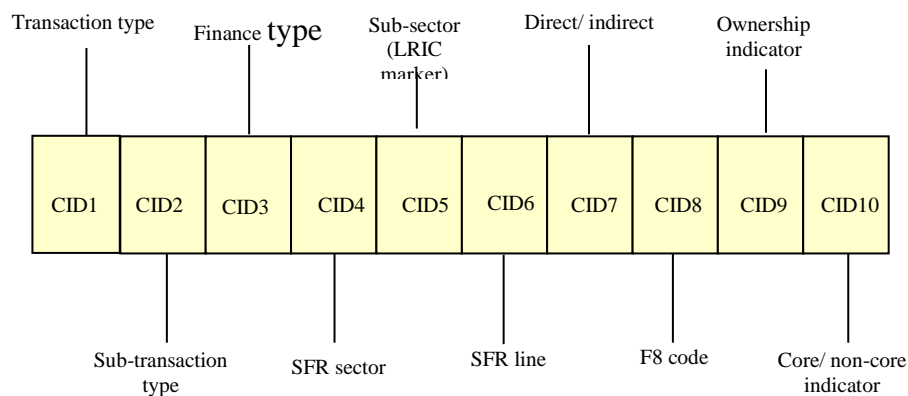 Transaction type
Finance type
Sub-sector
(LRIC
marker)
Direct/ indirect
Ownership
indicator
CID1 CID2 CID3 CID4 CID5 CID6 CID7 CID8 CID9 CID10
Sub-transaction
type
SFR sector
SFR line
F8 code
Core/ non-core
indicator